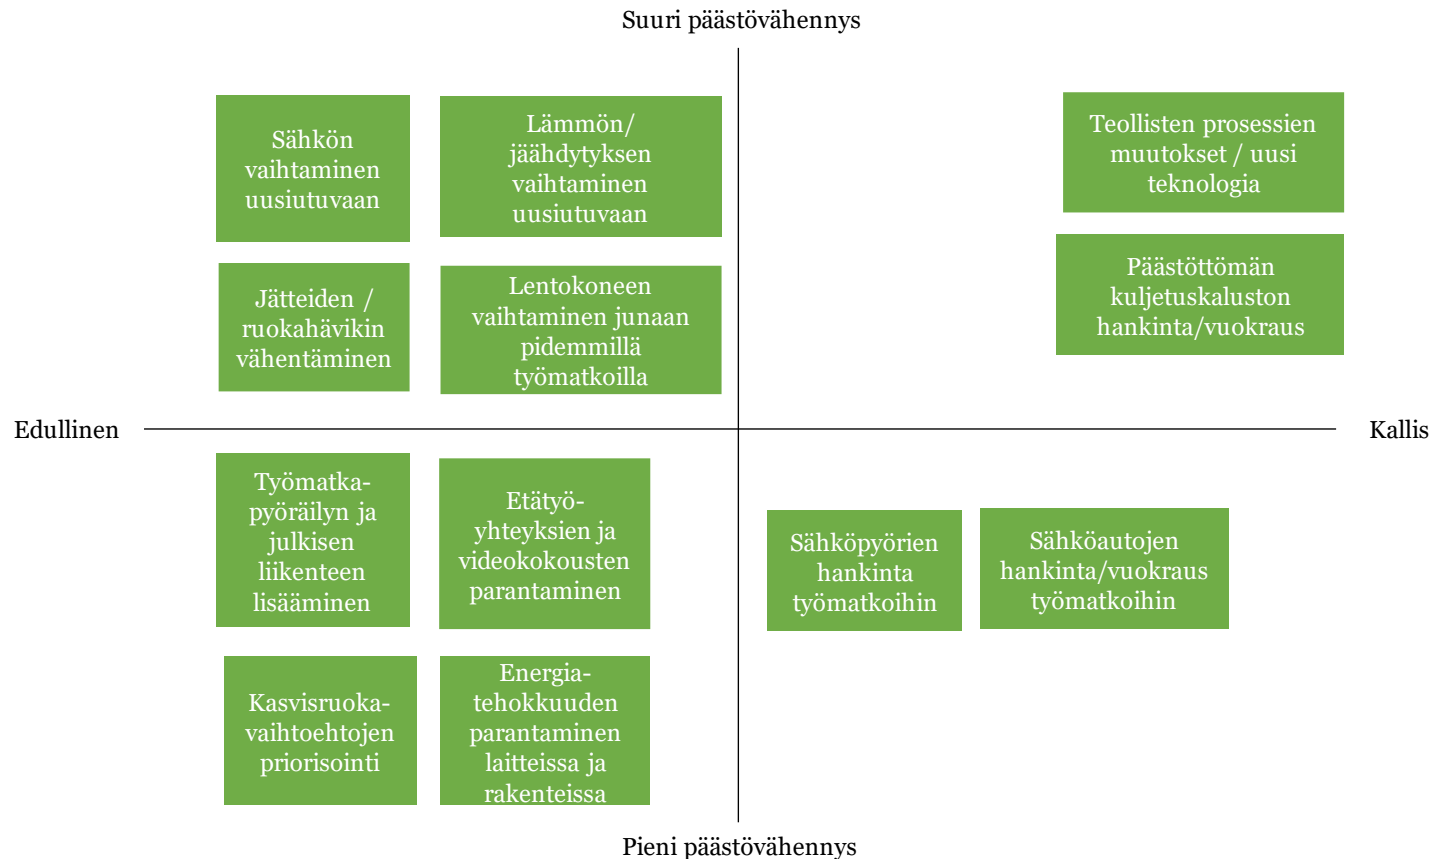 Suuri päästövähennys
Sähkön
vaihtaminen
uusiutuvaan
Lämmön/
jäähdytyksen
vaihtaminen
uusiutuvaan
Teollisten prosessien
muutokset / uusi
teknologia
Jätteiden /
ruokahävikin
vähentäminen
Lentokoneen
vaihtaminen junaan
pidemmillä
työmatkoilla
Päästöttömän
kuljetuskaluston
hankinta/vuokraus
Edullinen
Kallis
Työmatka-
pyöräilyn ja
julkisen
liikenteen
lisääminen
Etätyö-
yhteyksien ja
videokokousten
parantaminen
Sähköpyörien
hankinta
työmatkoihin
Sähköautojen
hankinta/vuokraus
työmatkoihin
Kasvisruoka-
vaihtoehtojen
priorisointi
Energia-
tehokkuuden
parantaminen
laitteissa ja
rakenteissa
Pieni päästövähennys